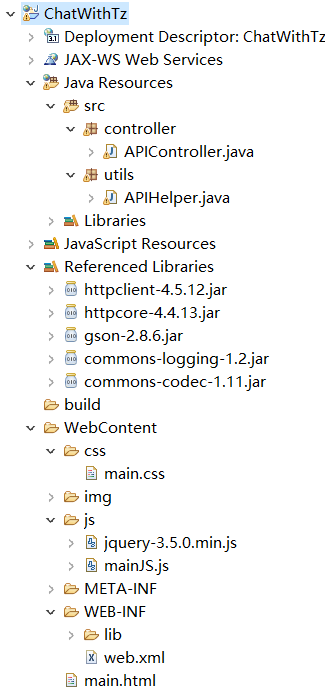 ChatWithTz
Deployment Descriptor: ChatWithTz
JAX-WS Web Services
Java Resources
src
controller
APIController.java
utils
APIHelper.java
Libraries
JavaScript Resources
Referenced Libraries
httpclient-4.5.12.jar
httpcore-4.4.13.jar
gson-2.8.6.jar
commons-logging-1.2.jar
commons-codec-1.11.jar
build
WebContent
css
main.css
img
js
jquery-3.5.0.min.js
mainJS.js
META-INF
WEB-INF
lib
web.xml
main.html